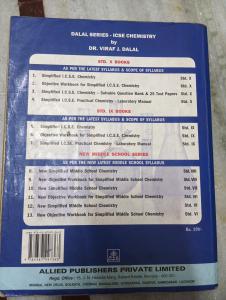 DALAL SERIES - ICSE CHEMISTRY
by
DR. VIRAF J. DALAL
STD. X BOOKS
AS PER THE LATEST SYLLABUS & SCOPE OF SYLLABUS
1. Simplified I.C.S.E. Chemistry Std. X
2. Objective Workbook for Simplified I.C.S.E. Chemistry Std. X
3. Simplified I.C.S.E. Chemistry - Solvable Question Bank & 25 Test Papers Std. X
4. Simplified I.C.S.E. Practical Chemistry - Laboratory Manual Std. X
STD. IX BOOKS
AS PER THE LATEST SYLLABUS & SCOPE OF SYLLABUS
Simplified I.C.S.E. Chemistry Std. IX
Objective Workbook for Simplified I.C.S.E. Chemistry Std. IX
Simplified I.C.S.E. Practical Chemistry - Laboratory Manual Std. IX
NEW MIDDLE SCHOOL SERIES
AS PER THE NEW LATEST MIDDLE SCHOOL SYLLABUS
8. New Simplified Middle School Chemistry Std. VIII
9. New Objective Workbook for Simplified Middle School Chemistry Std. VIII
10. New Simplified Middle School Chemistry Std. VII
11. New Objective Workbook for Simplified Middle School Chemistry Std. VII
12. New Simplified Middle School Chemistry Std. VI
13. New Objective Workbook for Simplified Middle School Chemistry Std. VI
ALLIED PUBLISHERS PRIVATE LIMITED